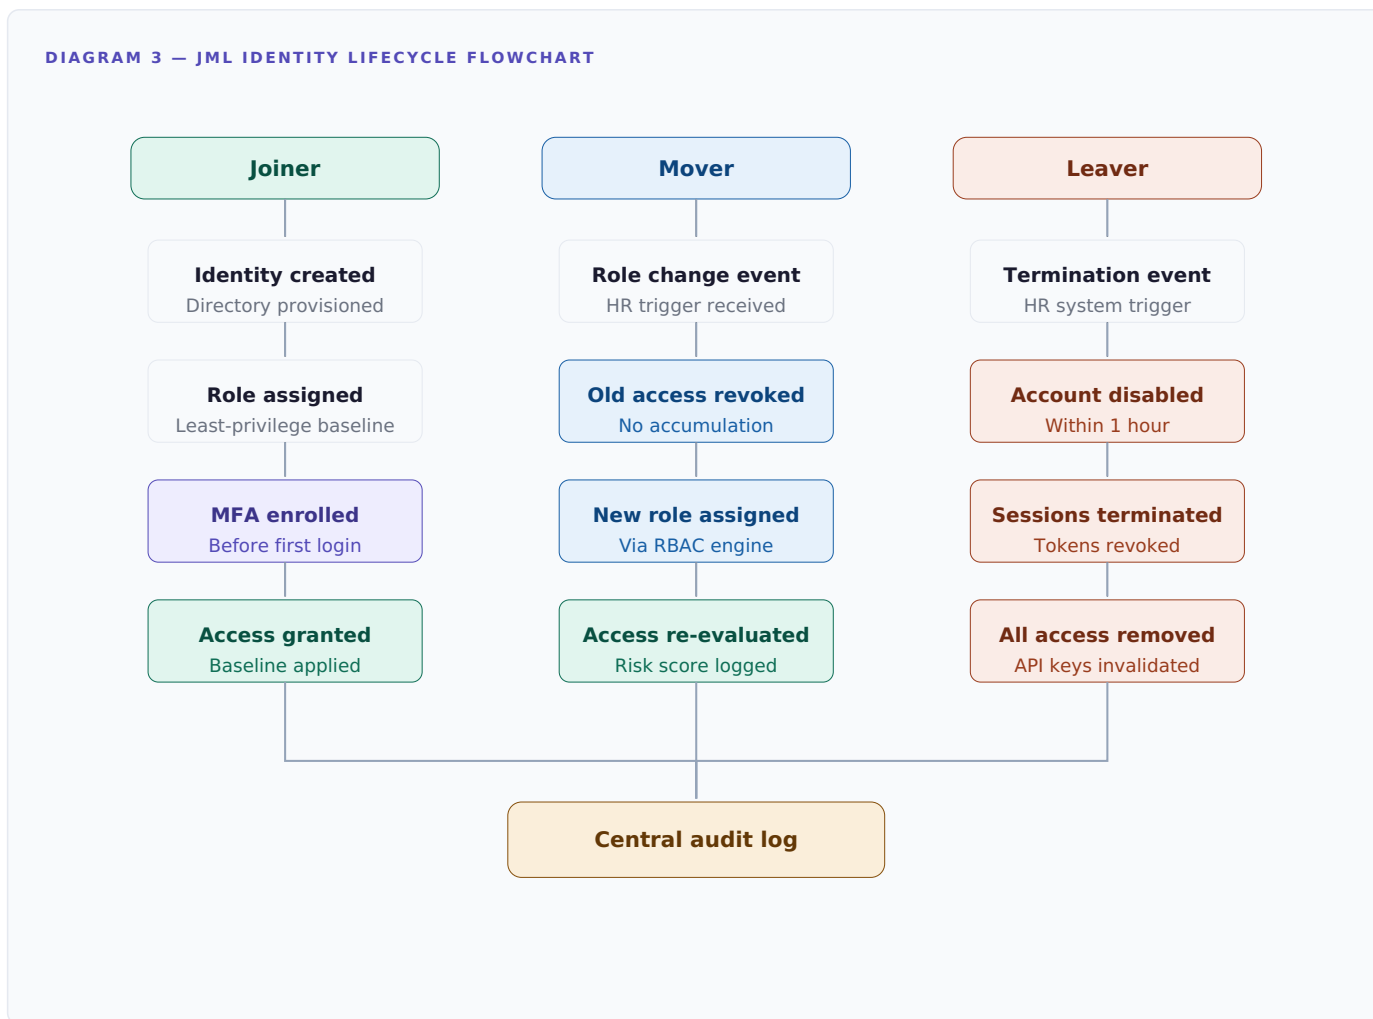 DIAGRAM 3 — JML IDENTITY LIFECYCLE FLOWCHART
Joiner
Identity created
Directory provisioned
Role assigned
Least-privilege baseline
MFA enrolled
Before first login
Access granted
Baseline applied
Mover
Role change event
HR trigger received
Old access revoked
No accumulation
New role assigned
Via RBAC engine
Access re-evaluated
Risk score logged
Leaver
Termination event
HR system trigger
Account disabled
Within 1 hour
Sessions terminated
Tokens revoked
All access removed
API keys invalidated
Central audit log